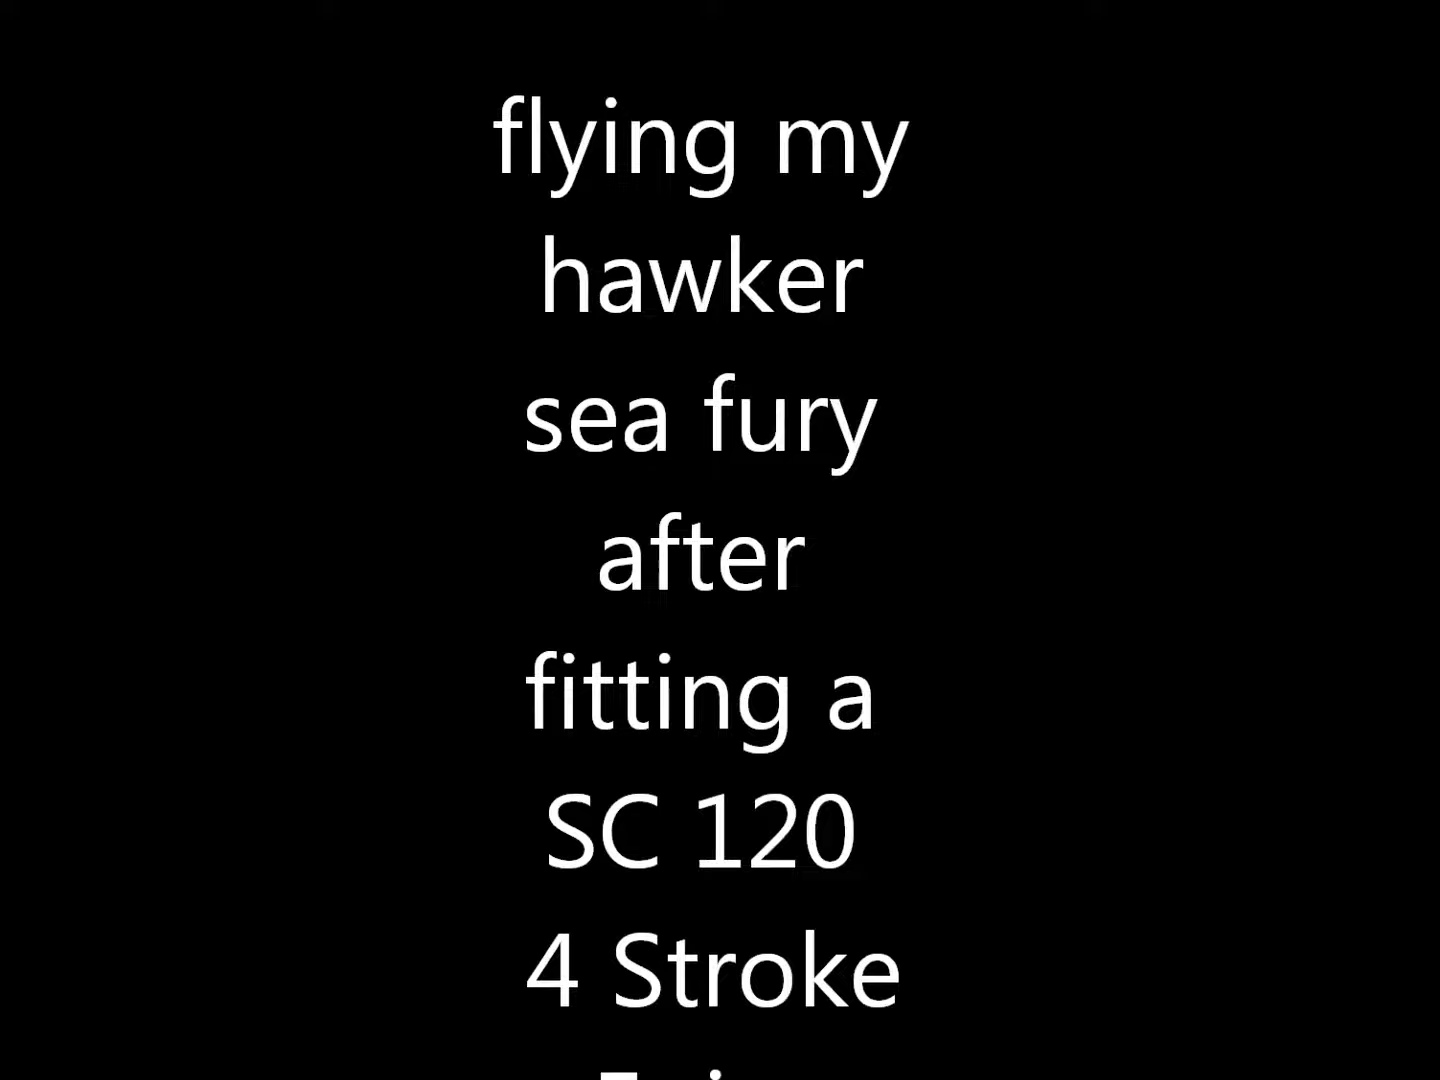 flying my
hawker
sea fury
after
fitting a
SC 120
4 Stroke